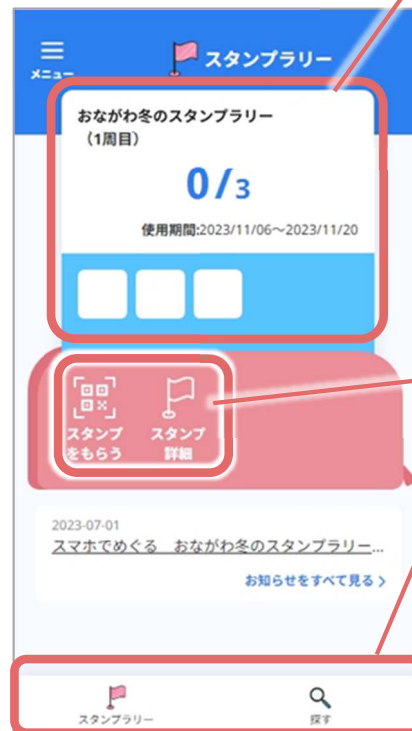 メニュー
スタンプラリー
おながわ冬のスタンプラリー
（1周目）
0/3
使用期間:2023/11/06～2023/11/20
スタンプ
をもらう
スタンプ
詳細
2023-07-01
スマホでめぐる　おながわ冬のスタンプラリー...
お知らせをすべて見る
スタンプラリー
探す